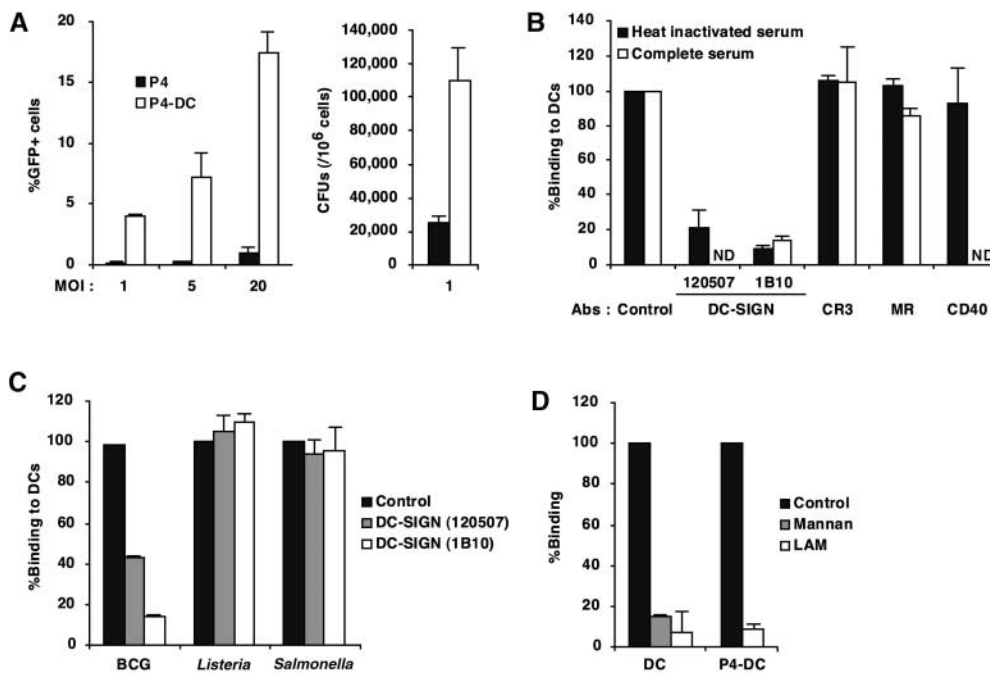 A
20
15
10
5
0
%GFP+ cells
P4
P4-DC
MOI : 1 5 20
140,000
120,000
100,000
80,000
60,000
40,000
20,000
0
CFUs (/10⁶ cells)
1
B
140
120
100
80
60
40
20
0
%Binding to DCs
Heat inactivated serum
Complete serum
ND
ND
120507 1B10
Abs : Control DC-SIGN CR3 MR CD40
C
120
100
80
60
40
20
0
%Binding to DCs
BCG Listeria Salmonella
Control
DC-SIGN (120507)
DC-SIGN (1B10)
D
120
100
80
60
40
20
0
%Binding
DC P4-DC
Control
Mannan
LAM